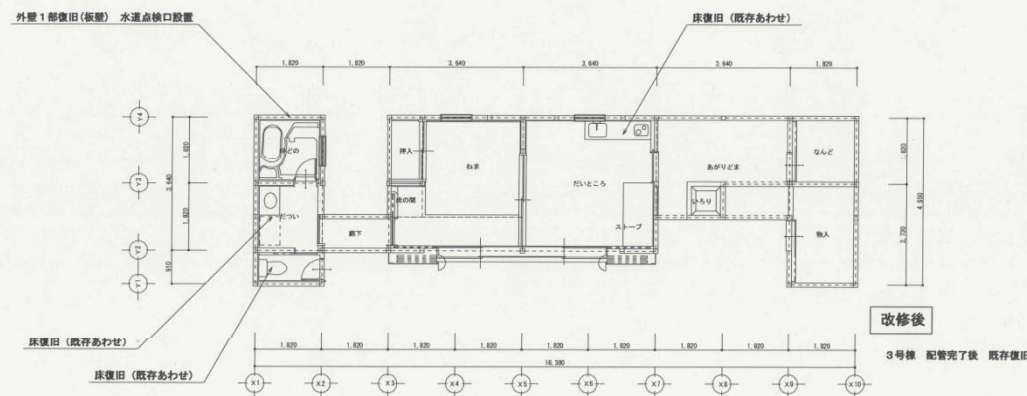 外壁1部復旧(板壁) 水道点検口設置
床復旧 (既存あわせ)
1,820
1,820
3,640
3,640
3,640
1,820
Y4
Y3
Y2
Y1
3,640
1,820
1,820
910
押入
ねま
床の間
だつい
廊下
だいところ
ストーブ
あがりどま
いろり
なんど
物入
1,820
2,730
4,550
改修後
3号棟 配管完了後 既存復旧
床復旧 (既存あわせ)
床復旧 (既存あわせ)
1,820
1,820
1,820
1,820
1,820
1,820
1,820
1,820
1,820
16,380
X1
X2
X3
X4
X5
X6
X7
X8
X9
X10